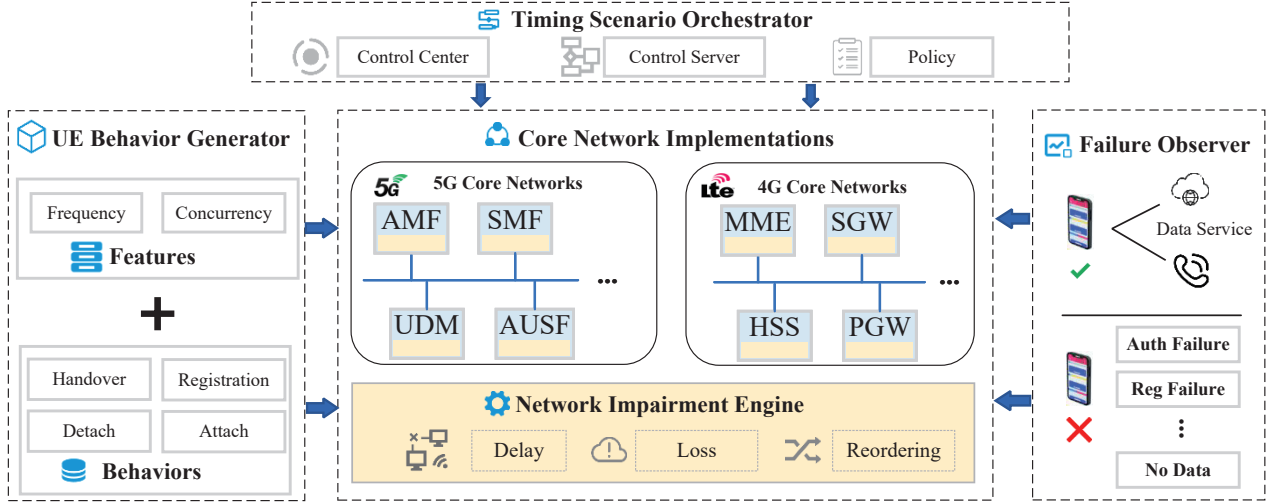 Timing Scenario Orchestrator
Control Center
Control Server
Policy
UE Behavior Generator
Frequency
Concurrency
Features
+
Handover
Registration
Detach
Attach
Behaviors
Core Network Implementations
5G
5G Core Networks
AMF
SMF
...
UDM
AUSF
Lte
4G Core Networks
MME
SGW
...
HSS
PGW
Network Impairment Engine
Delay
Loss
Reordering
Failure Observer
Data Service
Auth Failure
Reg Failure
⋮
No Data